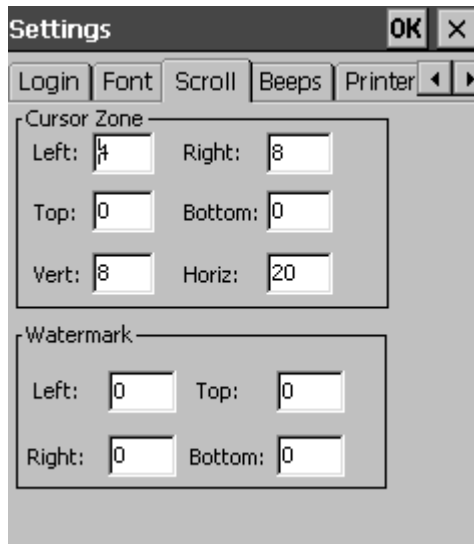 Settings OK ×
Login Font Scroll Beeps Printer
Cursor Zone
Left: 4 Right: 8
Top: 0 Bottom: 0
Vert: 8 Horiz: 20
Watermark
Left: 0 Top: 0
Right: 0 Bottom: 0